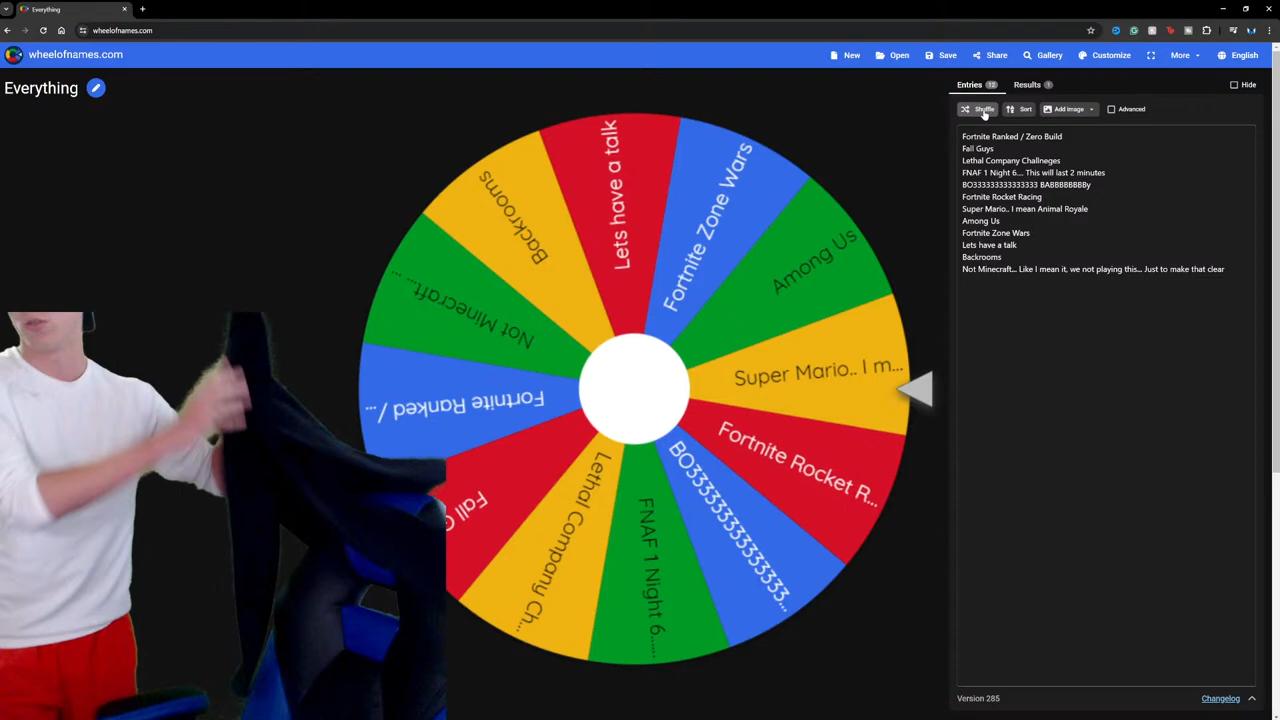 Everything
wheelofnames.com
wheelofnames.com
New
Open
Save
Share
Gallery
Customize
More
English
Everything
Entries 12
Results 1
Hide
Shuffle
Sort
Add image
Advanced
Fortnite Ranked / Zero Build
Fall Guys
Lethal Company Challneges
FNAF 1 Night 6.... This will last 2 minutes
Fortnite Rocket Racing
Super Mario.. I mean Animal Royale
Among Us
Fortnite Zone Wars
Lets have a talk
Backrooms
Not Minecraft... Like I mean it, we not playing this... Just to make that clear
Lets have a talk
Fortnite Zone Wars
Among Us
Super Mario.. I m...
Fortnite Rocket R...
FNAF 1 Night 6......
Lethal Company Ch...
Fall
Fortnite Ranked /...
Not Minecraft... ...
Backrooms
Version 285
Changelog